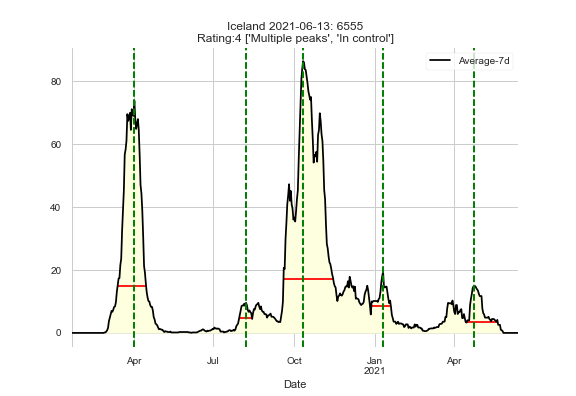 Iceland 2021-06-13: 6555
Rating:4 ['Multiple peaks', 'In control']
Average-7d
80
60
40
20
0
Apr
Jul
Oct
Jan
2021
Apr
Date